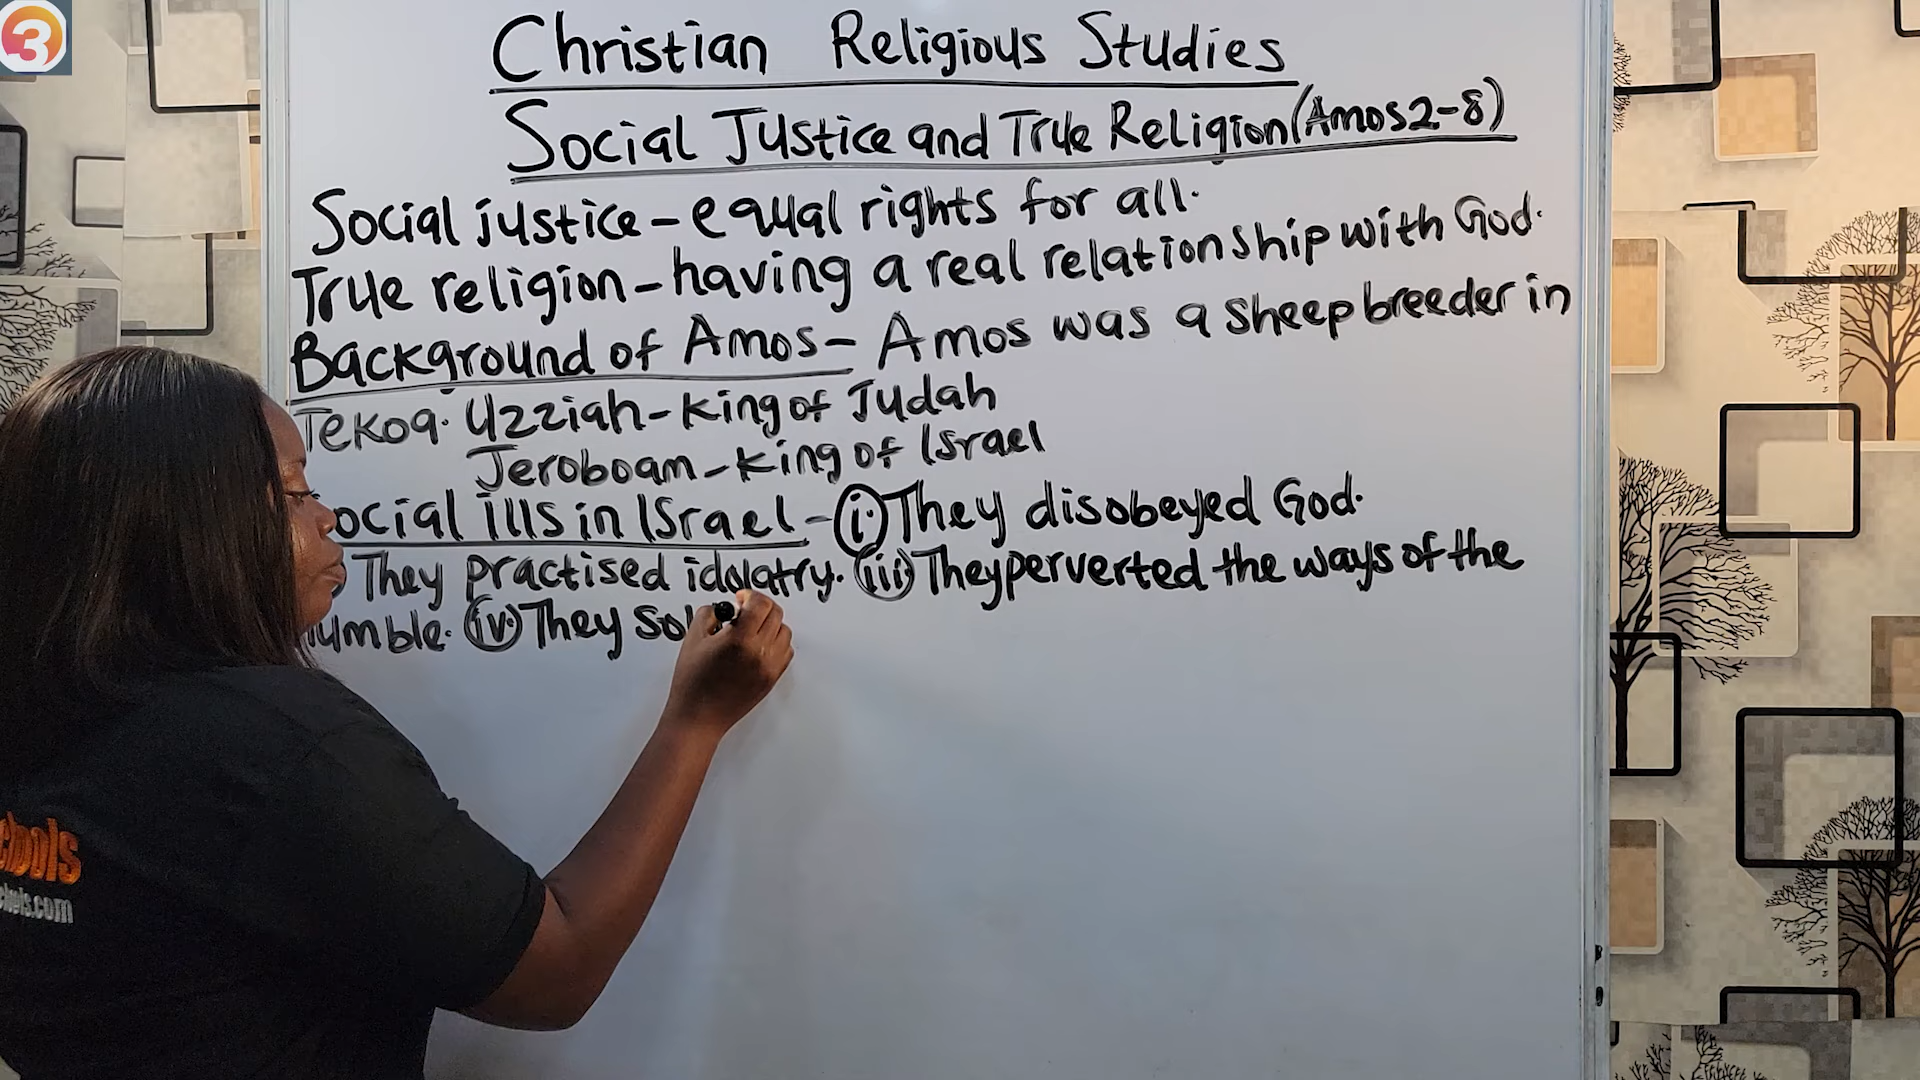 3
Christian Religious Studies
Social Justice and True Religion (Amos 2-8)
Social justice - equal rights for all.
True religion - having a real relationship with God.
Background of Amos - Amos was a sheep breeder in
Tekoa. Uzziah - King of Judah
Jeroboam - King of Israel
ocial ills in Israel - (i.) They disobeyed God.
They practised idolatry. (iii) They perverted the ways of the
umble. (iv.) They sol
chools
.com